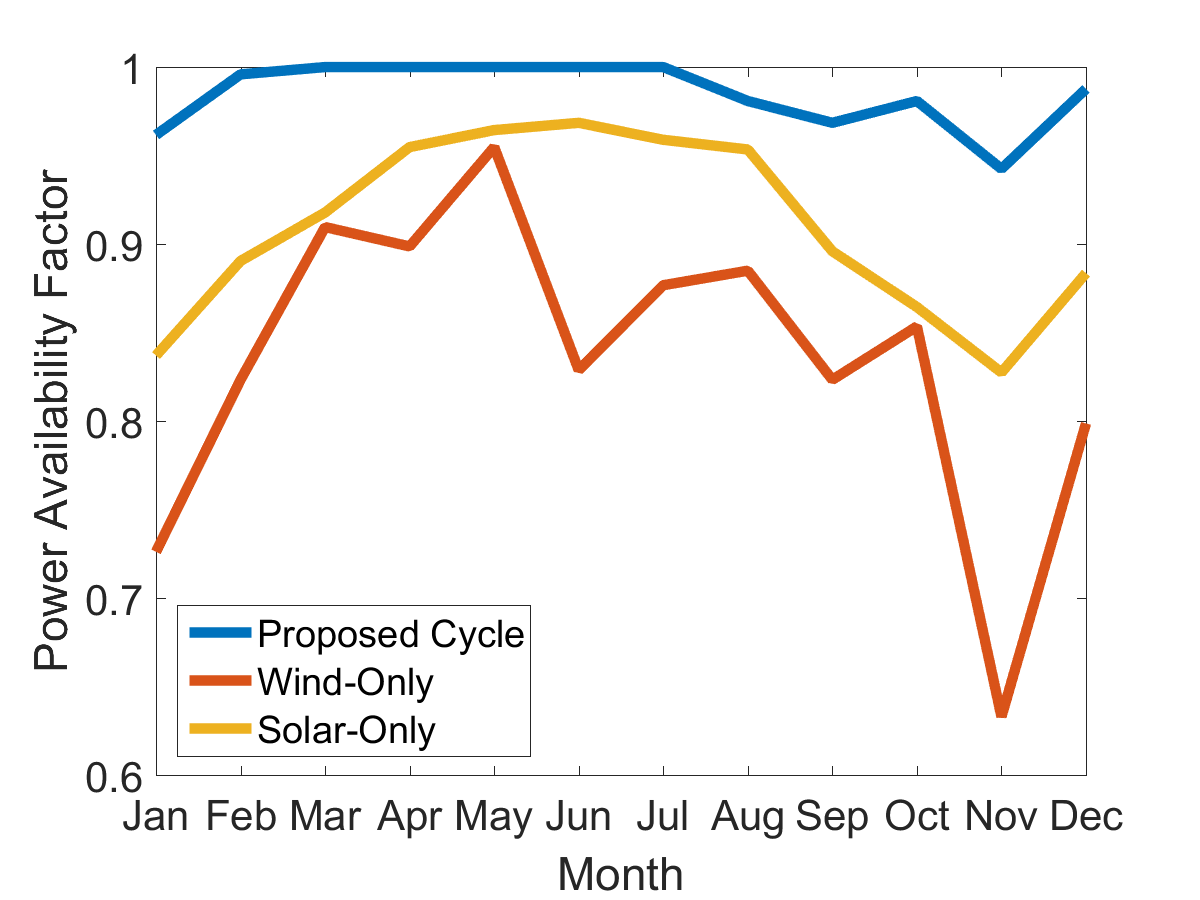 1
0.9
0.8
0.7
0.6
Power Availability Factor
Proposed Cycle
Wind-Only
Solar-Only
Jan Feb Mar Apr May Jun Jul Aug Sep Oct Nov Dec
Month